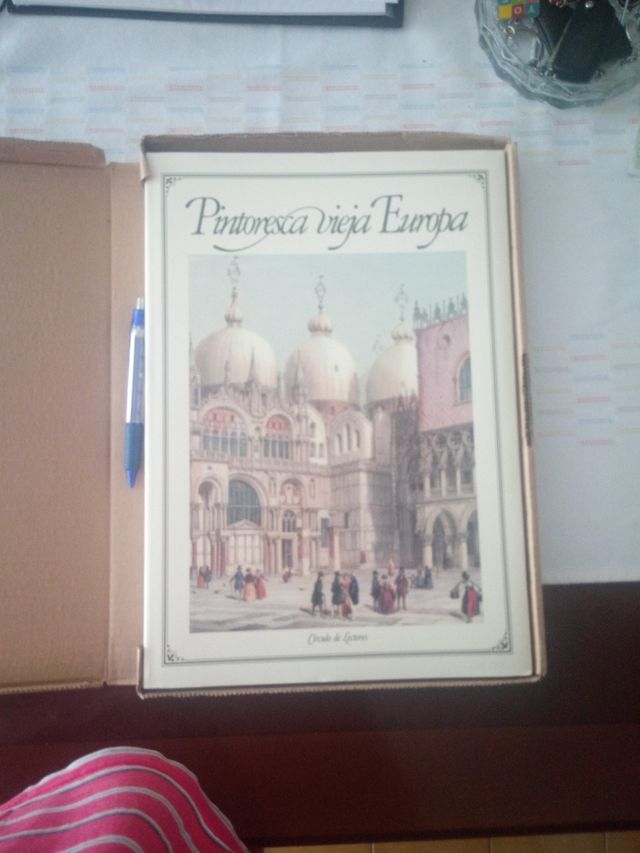 Pintoresca vieja Europa
Círculo de Lectores